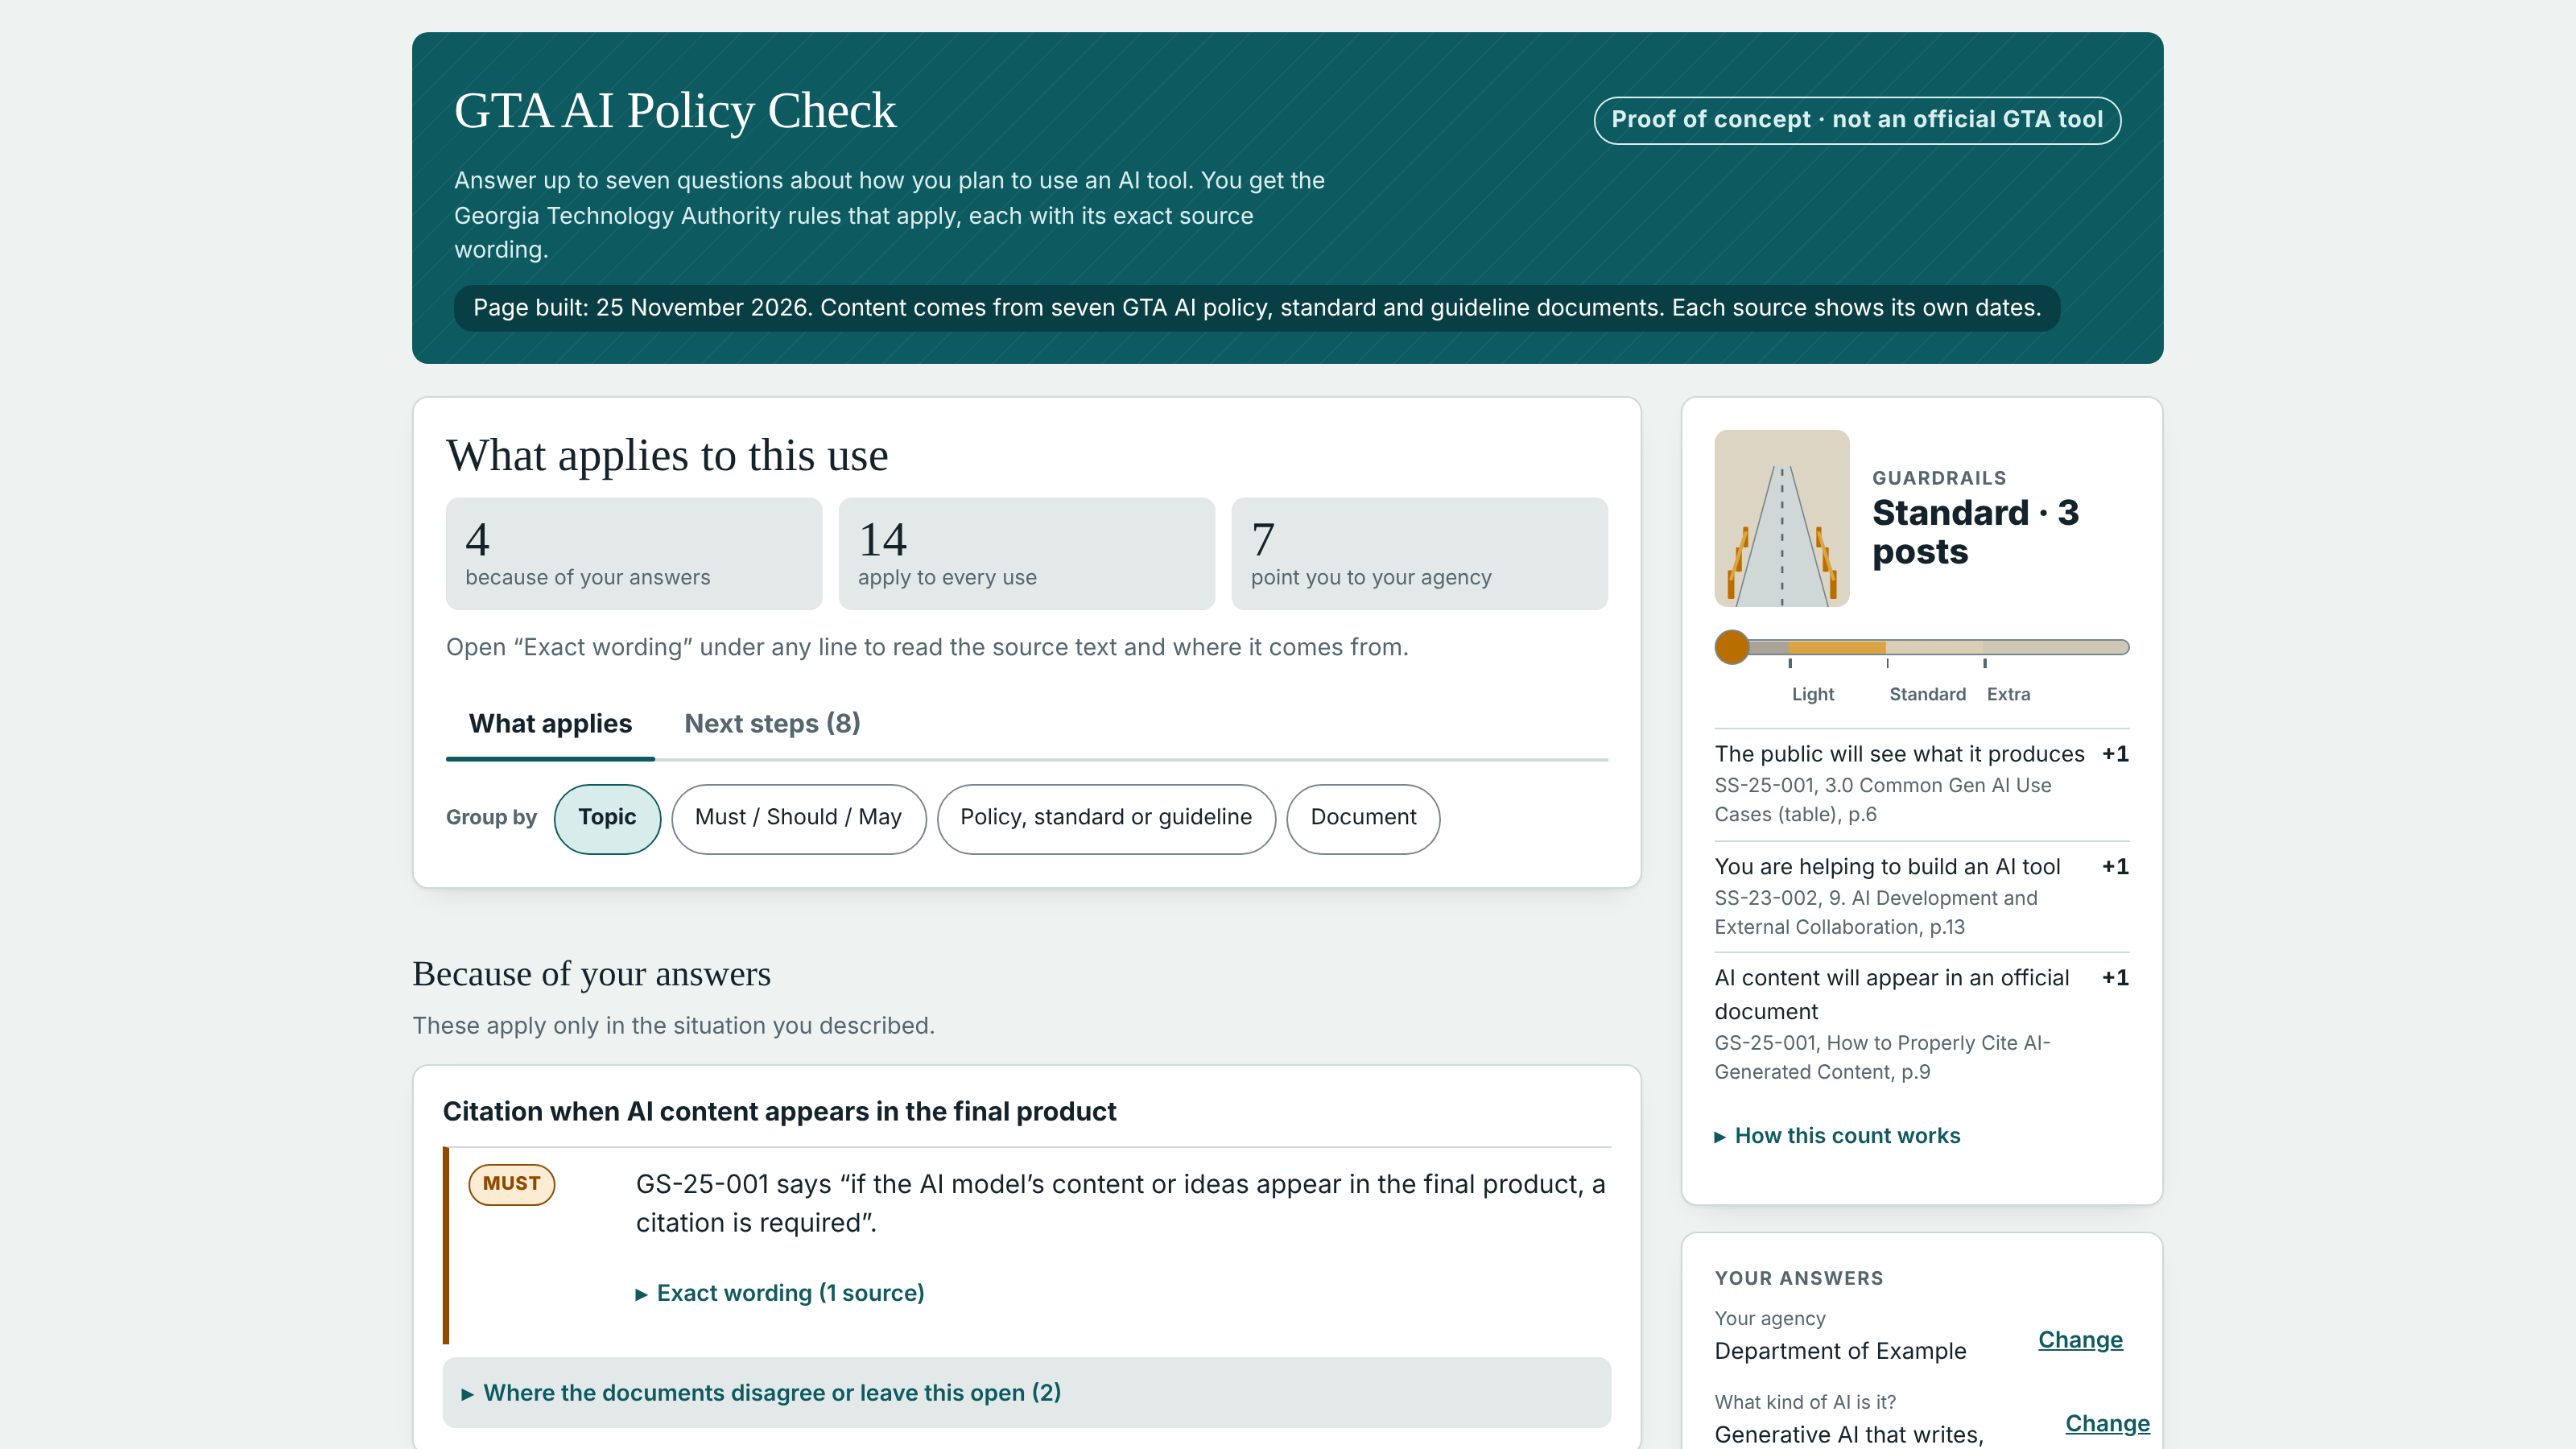 GTA AI Policy Check
Proof of concept · not an official GTA tool
Answer up to seven questions about how you plan to use an AI tool. You get the
Georgia Technology Authority rules that apply, each with its exact source
wording.
Page built: 25 November 2026. Content comes from seven GTA AI policy, standard and guideline documents. Each source shows its own dates.
What applies to this use
4
because of your answers
14
apply to every use
7
point you to your agency
Open “Exact wording” under any line to read the source text and where it comes from.
What applies
Next steps (8)
Group by
Topic
Must / Should / May
Policy, standard or guideline
Document
Because of your answers
These apply only in the situation you described.
Citation when AI content appears in the final product
MUST
GS-25-001 says “if the AI model’s content or ideas appear in the final product, a
citation is required”.
▸ Exact wording (1 source)
▸ Where the documents disagree or leave this open (2)
GUARDRAILS
Standard · 3
posts
Light
Standard
Extra
The public will see what it produces +1
SS-25-001, 3.0 Common Gen AI Use
Cases (table), p.6
You are helping to build an AI tool +1
SS-23-002, 9. AI Development and
External Collaboration, p.13
AI content will appear in an official +1
document
GS-25-001, How to Properly Cite AI-
Generated Content, p.9
▸ How this count works
YOUR ANSWERS
Your agency
Department of Example
Change
What kind of AI is it?
Generative AI that writes,
Change